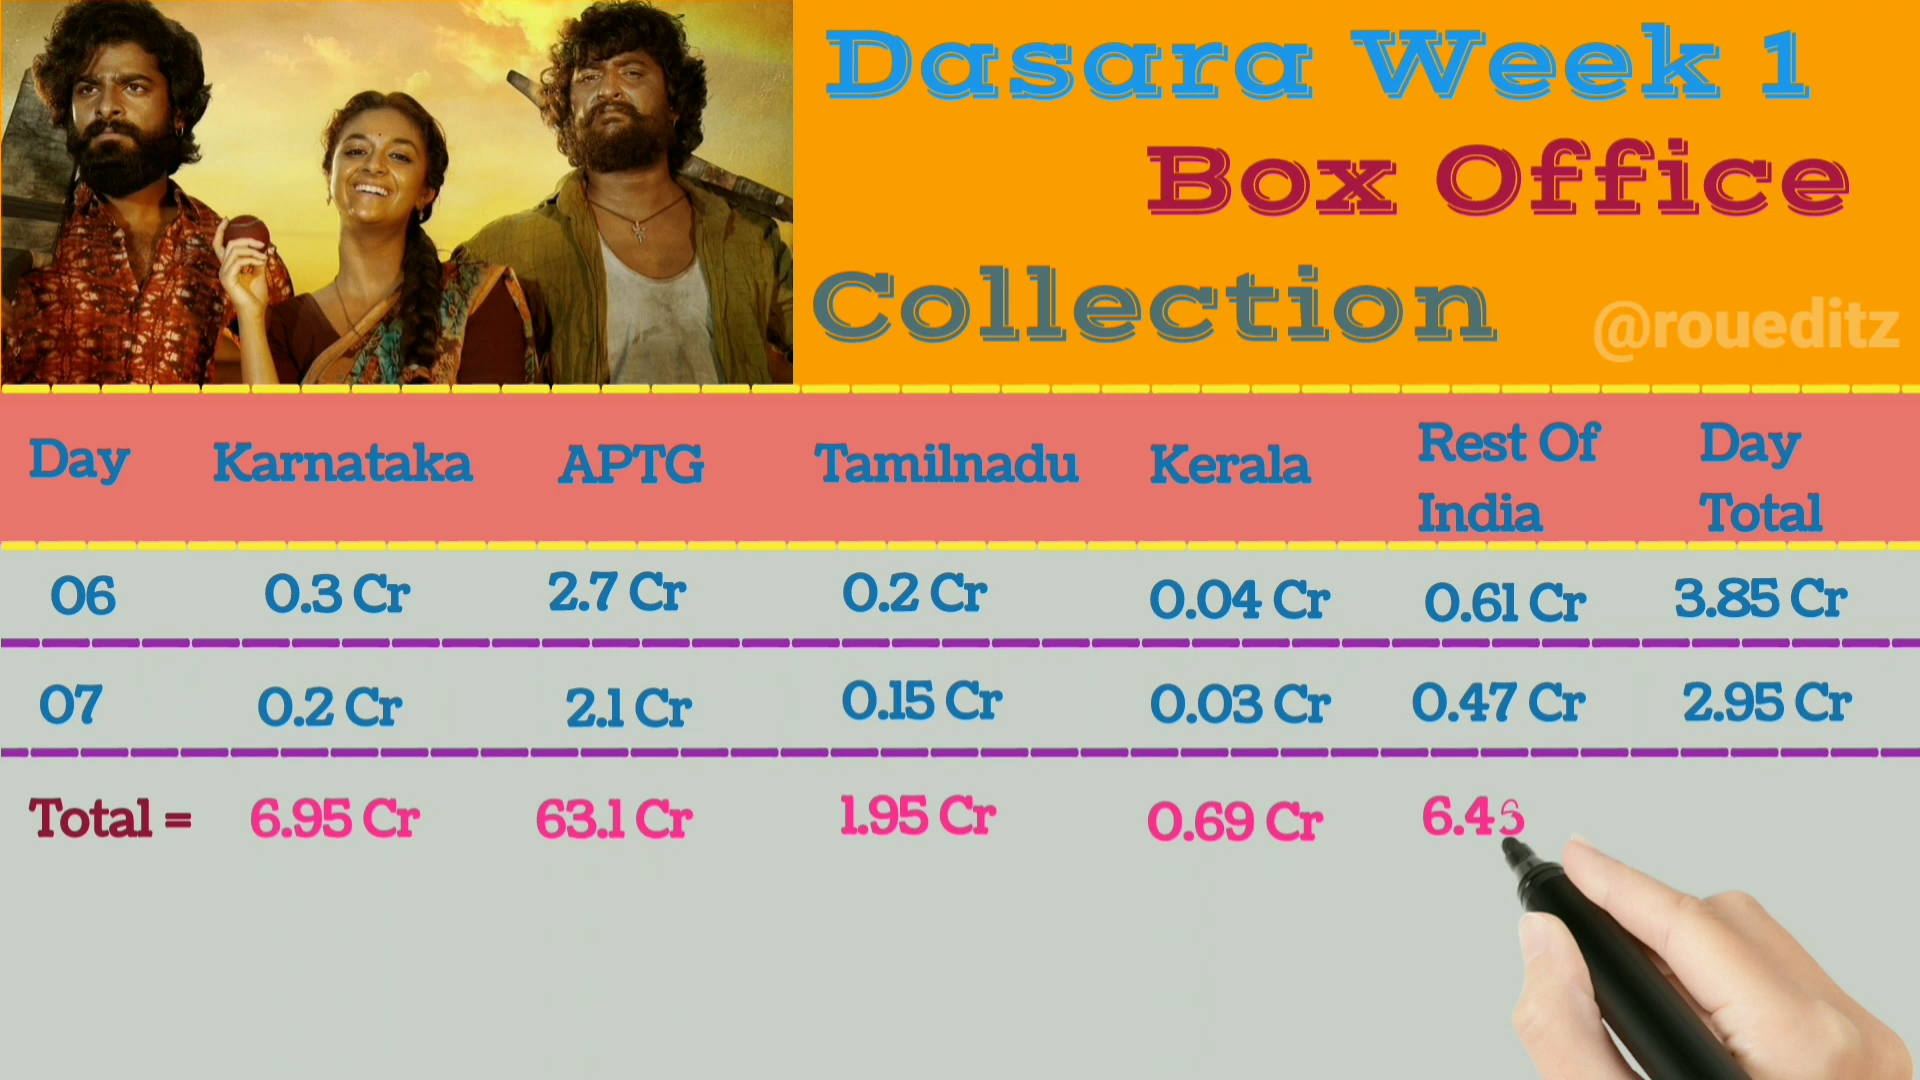 Dasara Week 1
Box Office
Collection
@roueditz
Day Karnataka APTG Tamilnadu Kerala Rest Of India Day Total
06 0.3 Cr 2.7 Cr 0.2 Cr 0.04 Cr 0.61 Cr 3.85 Cr
07 0.2 Cr 2.1 Cr 0.15 Cr 0.03 Cr 0.47 Cr 2.95 Cr
Total = 6.95 Cr 63.1 Cr 1.95 Cr 0.69 Cr